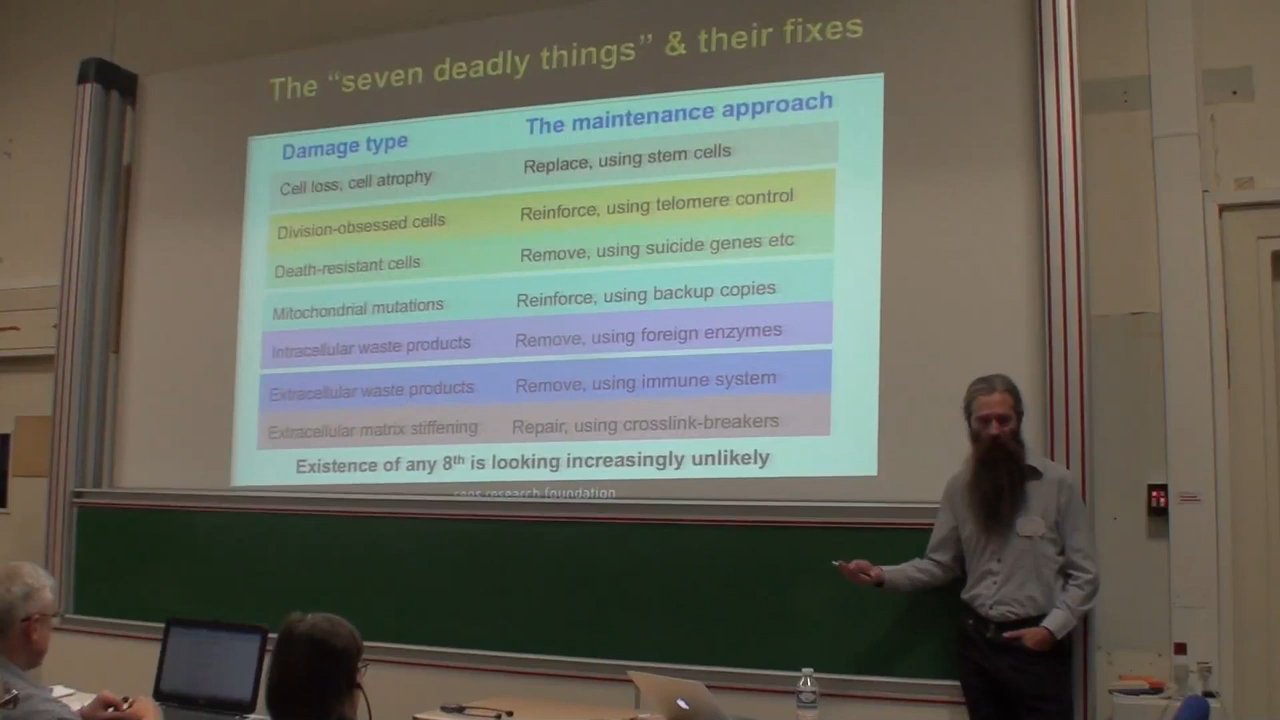 The “seven deadly things” & their fixes
Damage type The maintenance approach
Cell loss, cell atrophy Replace, using stem cells
Division-obsessed cells Reinforce, using telomere control
Death-resistant cells Remove, using suicide genes etc
Mitochondrial mutations Reinforce, using backup copies
Intracellular waste products Remove, using foreign enzymes
Extracellular waste products Remove, using immune system
Extracellular matrix stiffening Repair, using crosslink-breakers
Existence of any 8th is looking increasingly unlikely
sens research foundation